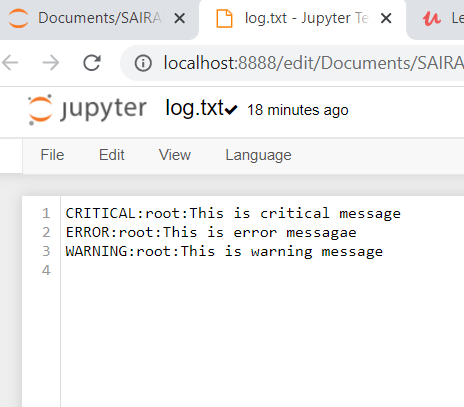 Documents/SAIRA
log.txt - Jupyter Te
Le
localhost:8888/edit/Documents/SAIRA
jupyter log.txt 18 minutes ago
File Edit View Language
1 CRITICAL:root:This is critical message
2 ERROR:root:This is error messagae
3 WARNING:root:This is warning message
4